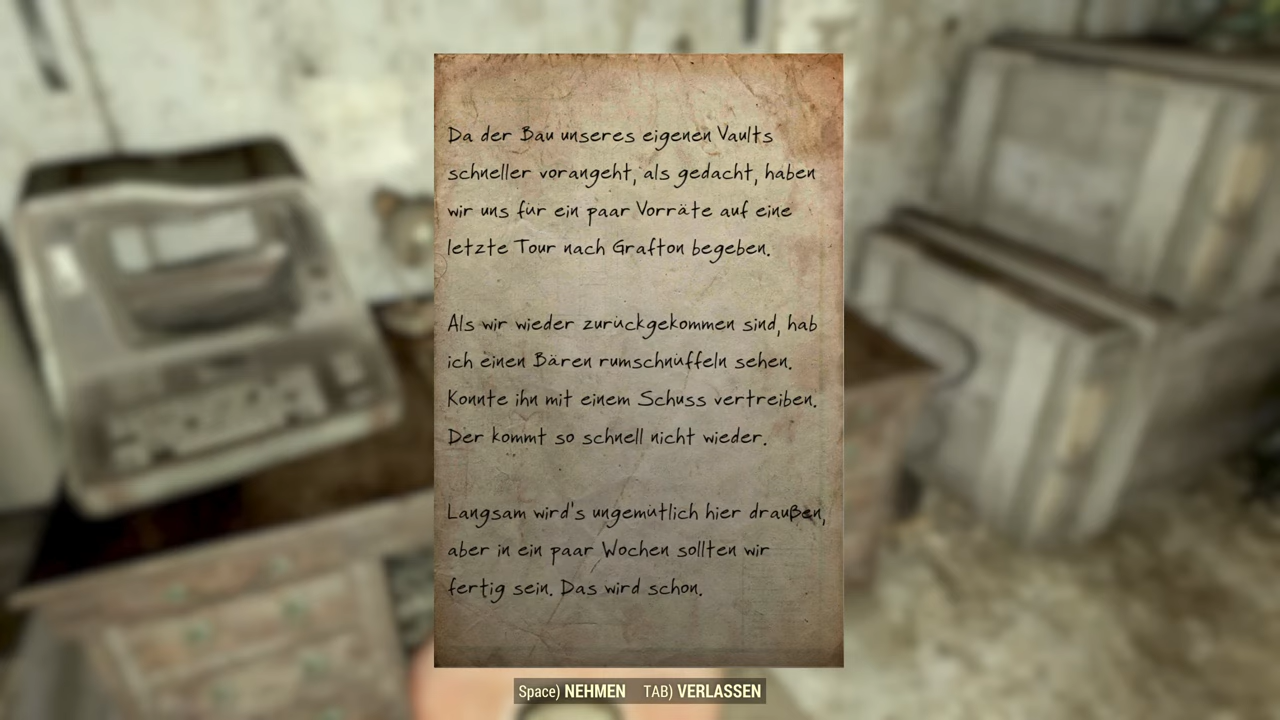 Da der Bau unseres eigenen Vaults
schneller vorangeht, als gedacht, haben
wir uns für ein paar Vorräte auf eine
letzte Tour nach Grafton begeben.
Als wir wieder zurückgekommen sind, hab
ich einen Bären rumschnüffeln sehen.
Konnte ihn mit einem Schuss vertreiben.
Der kommt so schnell nicht wieder.
Langsam wird's ungemütlich hier draußen,
aber in ein paar Wochen sollten wir
fertig sein. Das wird schon.
Space) NEHMEN TAB) VERLASSEN